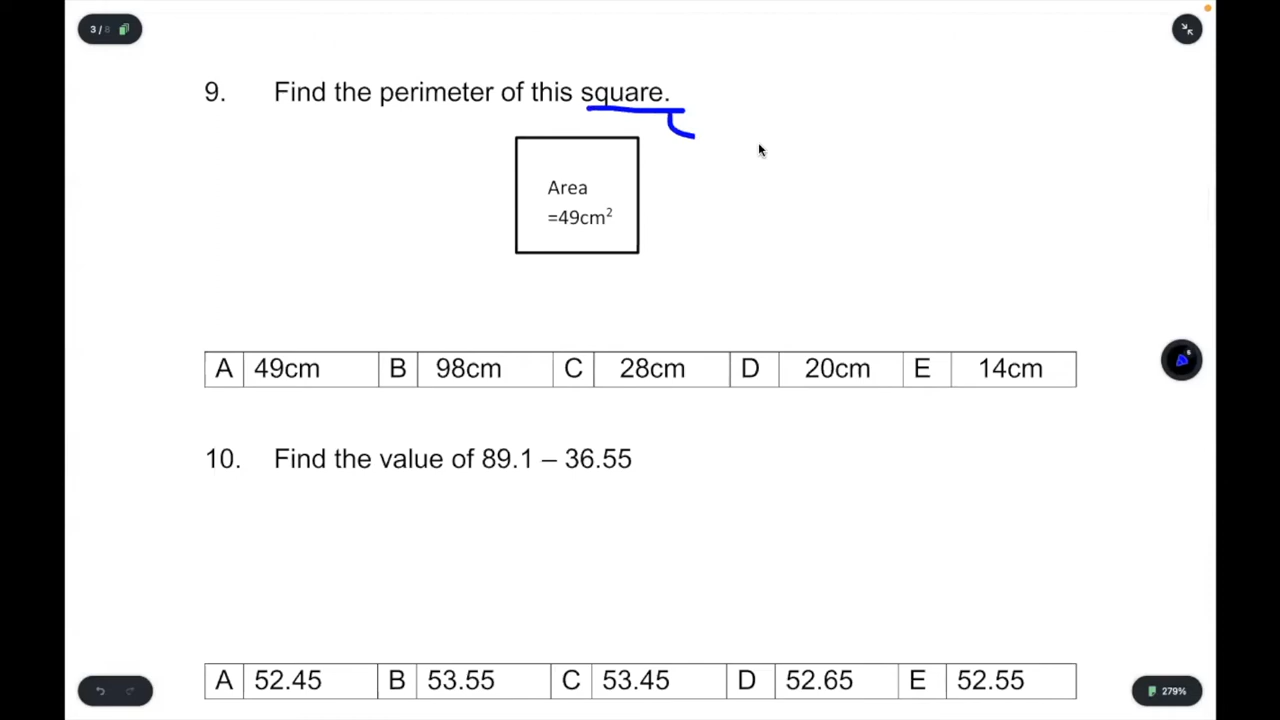 3 / 8
9. Find the perimeter of this square.
Area
=49cm²
A 49cm B 98cm C 28cm D 20cm E 14cm
10. Find the value of 89.1 – 36.55
A 52.45 B 53.55 C 53.45 D 52.65 E 52.55
279%